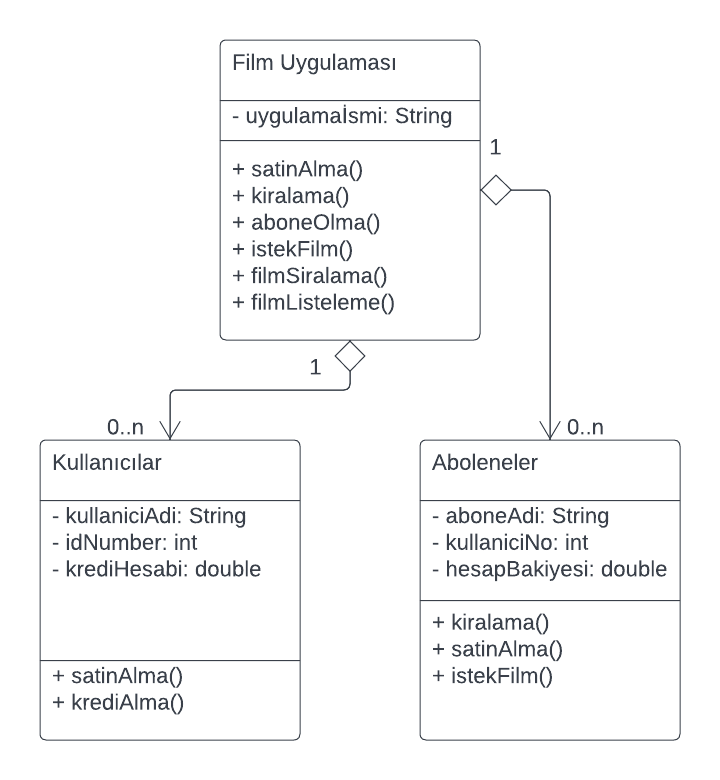 Film Uygulaması
- uygulamaİsmi: String
1
+ satinAlma()
+ kiralama()
+ aboneOlma()
+ istekFilm()
+ filmSiralama()
+ filmListeleme()
1
0..n
0..n
Kullanıcılar
- kullaniciAdi: String
- idNumber: int
- krediHesabi: double
+ satinAlma()
+ krediAlma()
Aboleneler
- aboneAdi: String
- kullaniciNo: int
- hesapBakiyesi: double
+ kiralama()
+ satinAlma()
+ istekFilm()